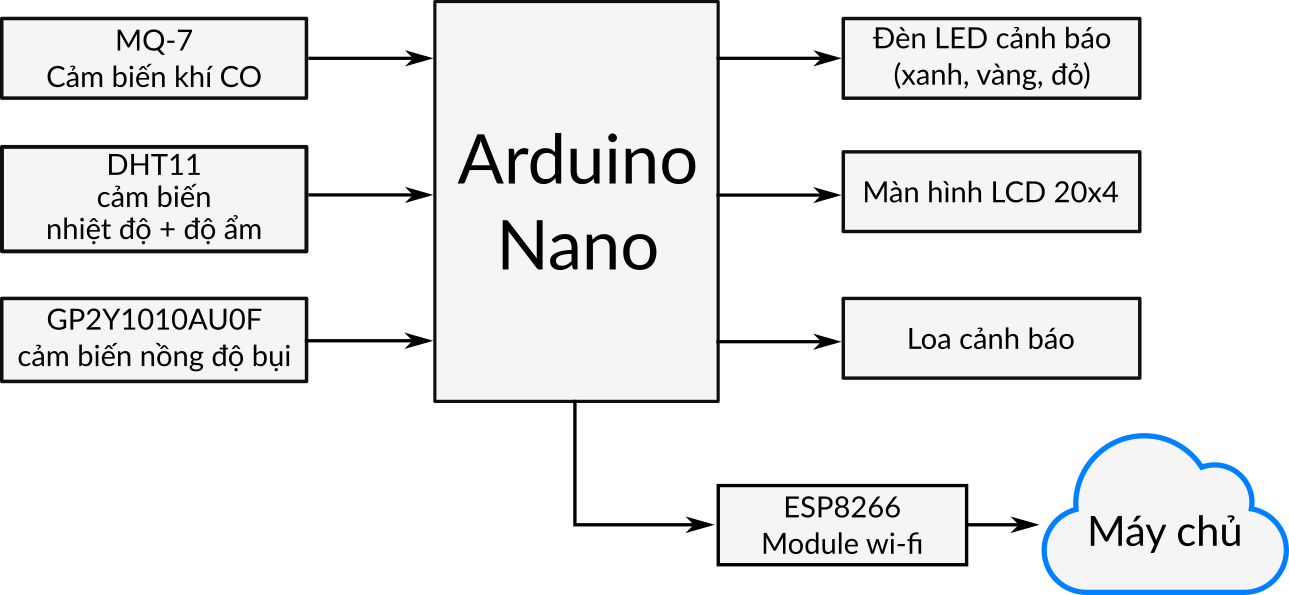 MQ-7
Cảm biến khí CO
DHT11
cảm biến
nhiệt độ + độ ẩm
GP2Y1010AU0F
cảm biến nồng độ bụi
Arduino
Nano
Đèn LED cảnh báo
(xanh, vàng, đỏ)
Màn hình LCD 20x4
Loa cảnh báo
ESP8266
Module wi-fi
Máy chủ